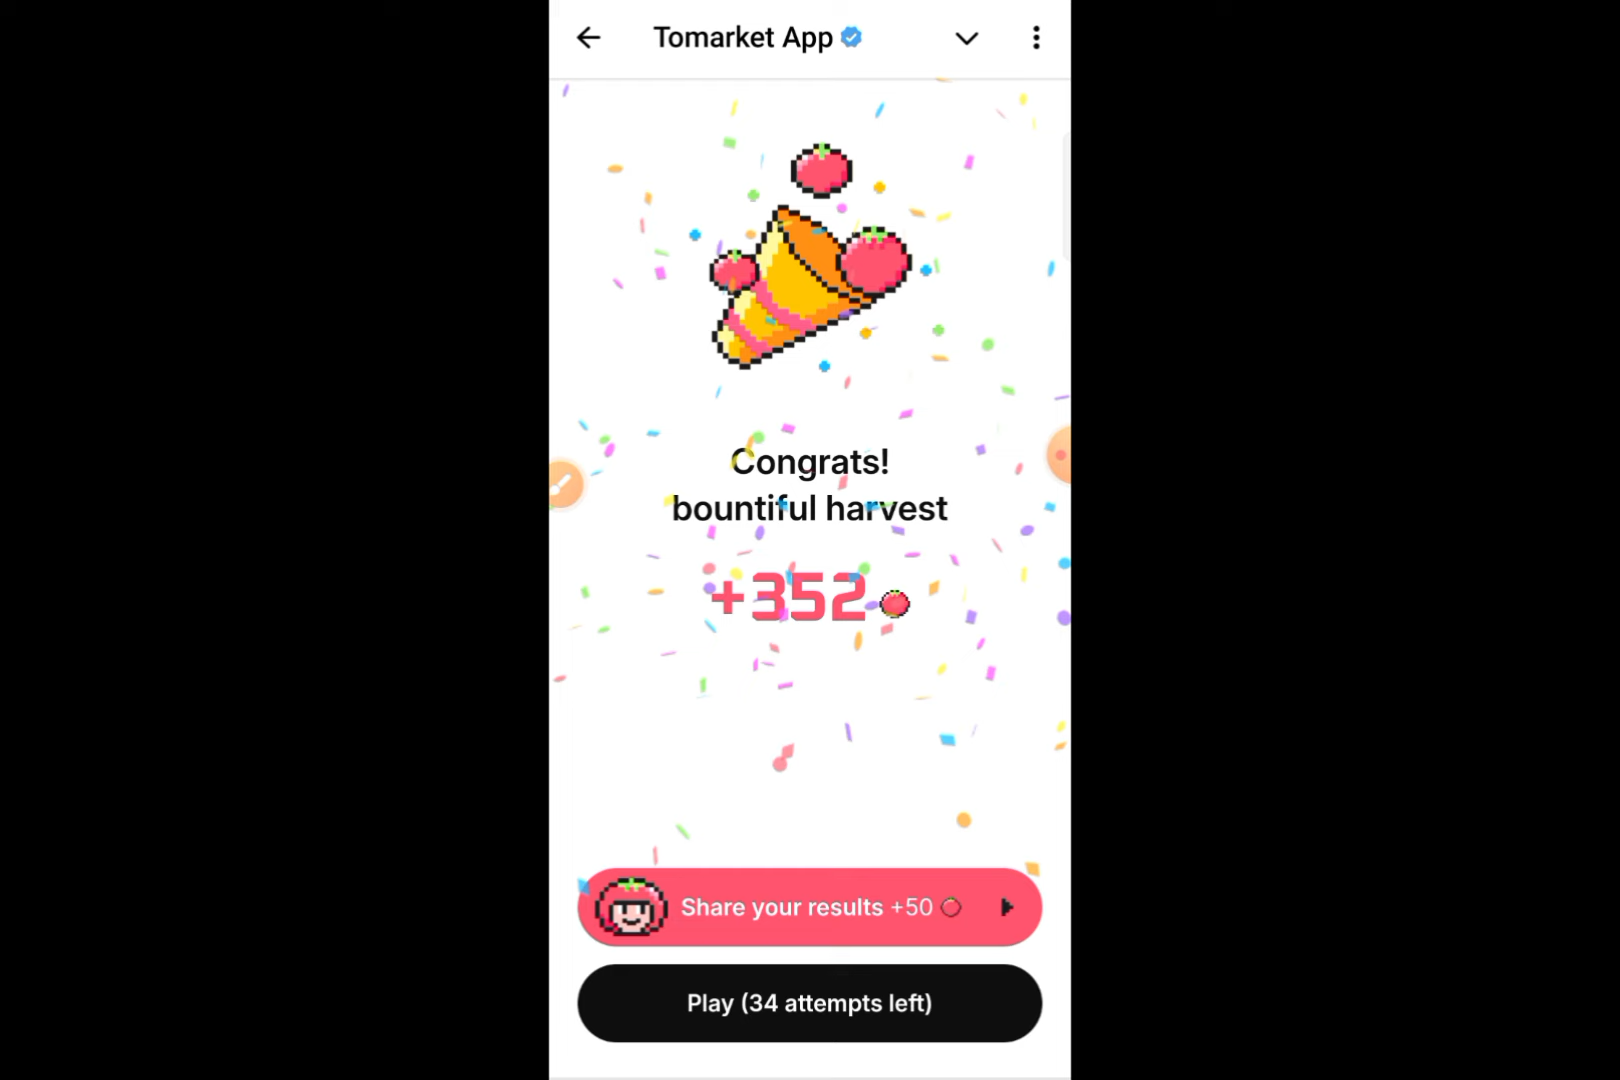 Tomarket App
Congrats!
bountiful harvest
+352
Share your results +50
Play (34 attempts left)